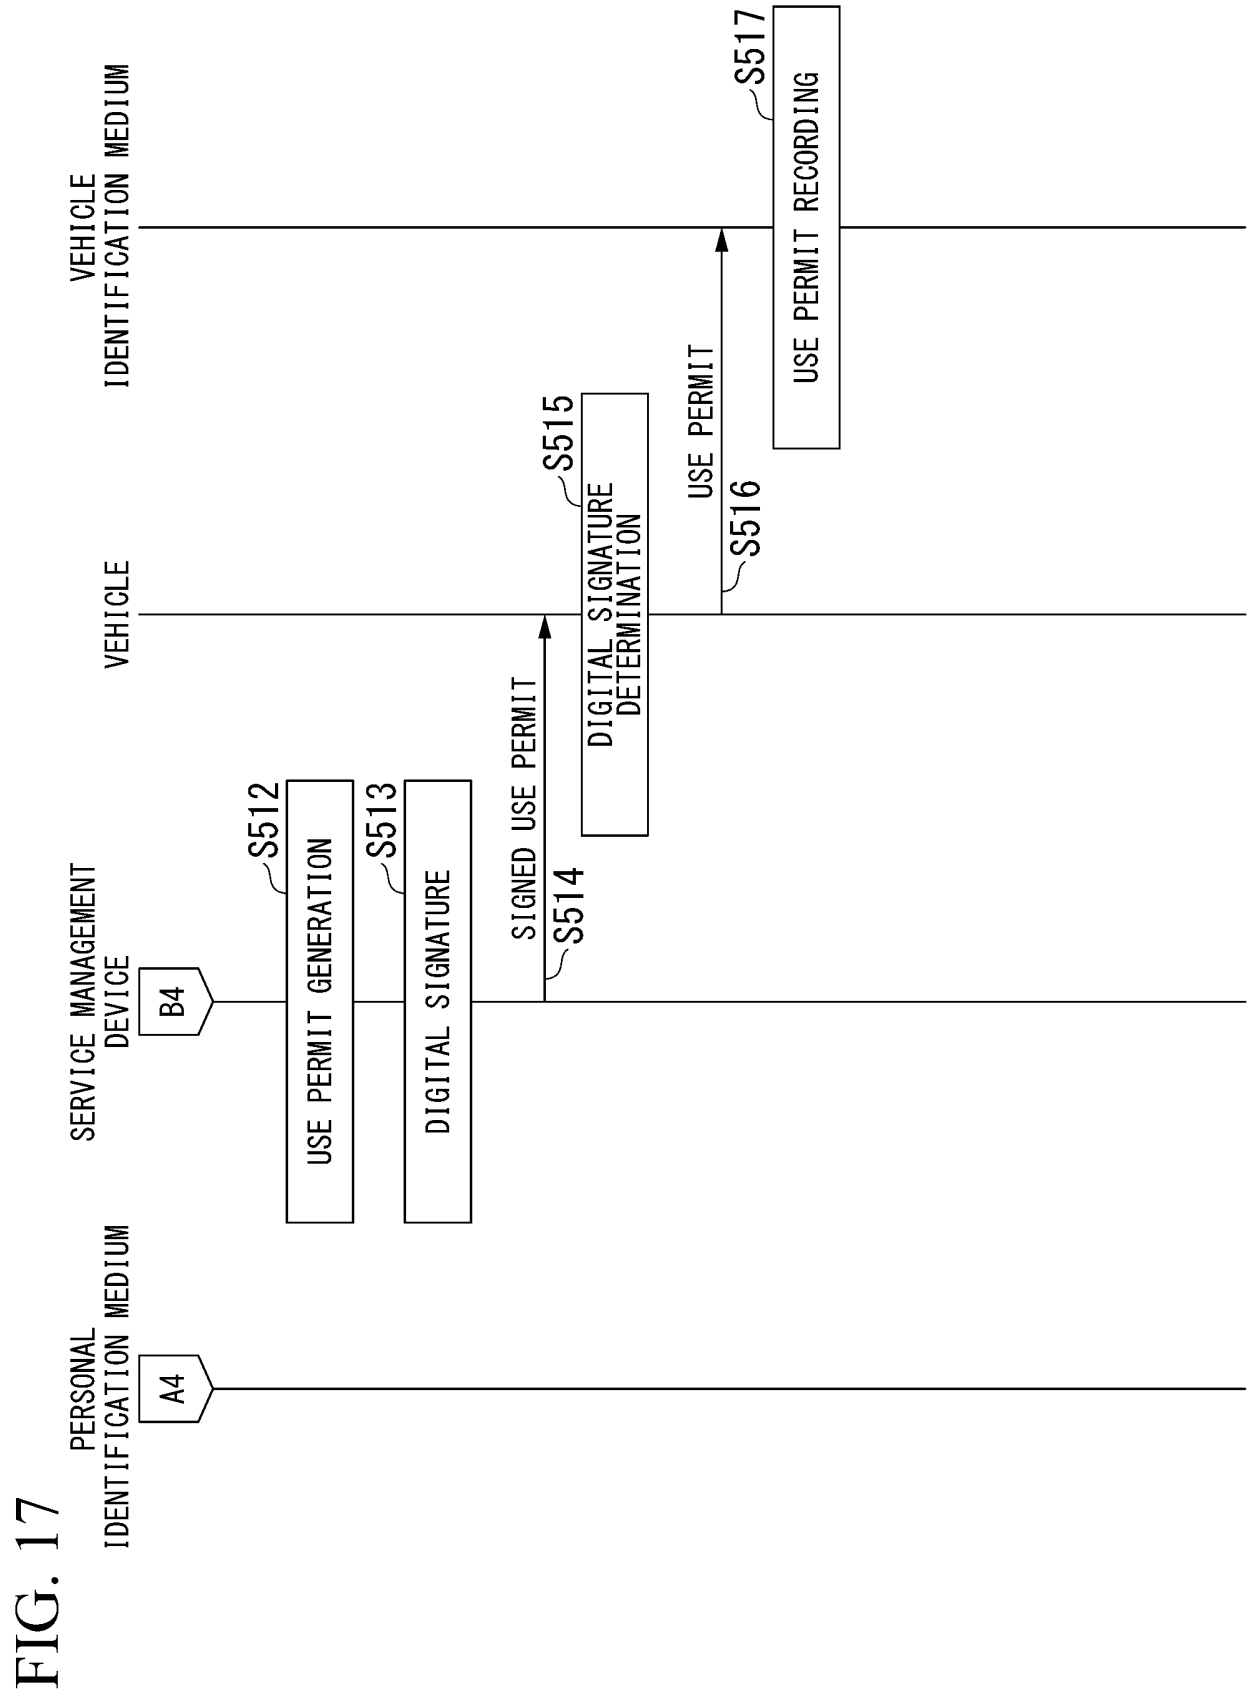 FIG. 17
PERSONAL
IDENTIFICATION MEDIUM
SERVICE MANAGEMENT
DEVICE
VEHICLE
VEHICLE
IDENTIFICATION MEDIUM
A4
B4
S512
USE PERMIT GENERATION
S513
DIGITAL SIGNATURE
SIGNED USE PERMIT
S514
S515
DIGITAL SIGNATURE
DETERMINATION
USE PERMIT
S516
S517
USE PERMIT RECORDING